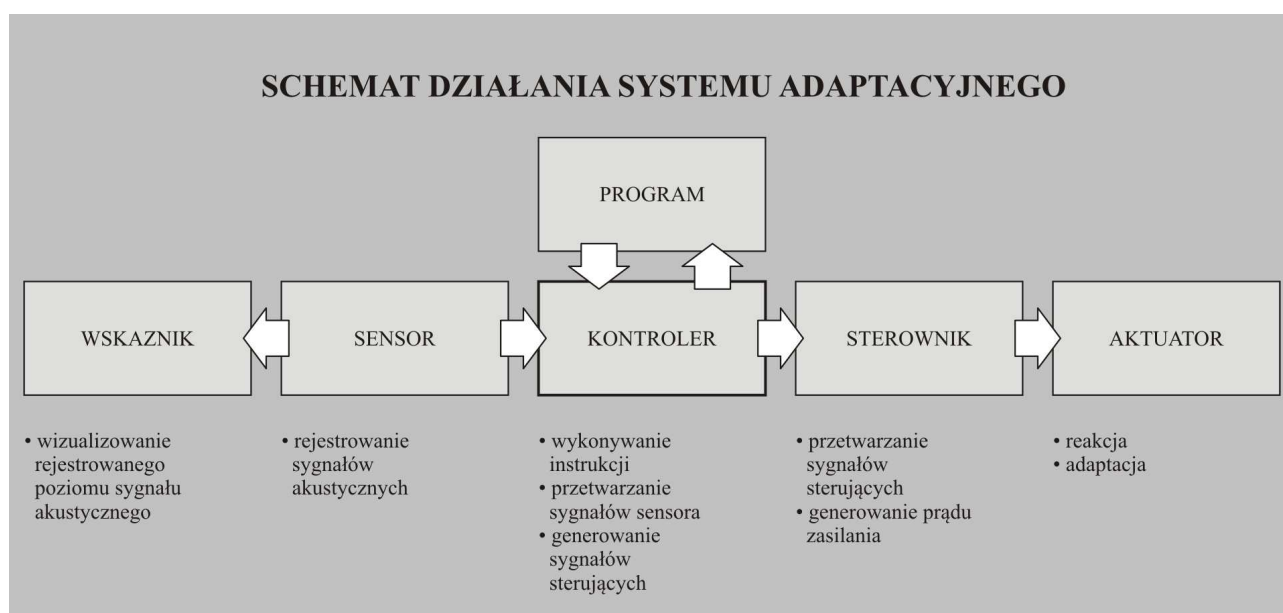 SCHEMAT DZIAŁANIA SYSTEMU ADAPTACYJNEGO
PROGRAM
WSKAZNIK
SENSOR
KONTROLER
STEROWNIK
AKTUATOR
• wizualizowanie
rejestrowanego
poziomu sygnału
akustycznego
• rejestrowanie
sygnałów
akustycznych
• wykonywanie
instrukcji
• przetwarzanie
sygnałów sensora
• generowanie
sygnałów
sterujących
• przetwarzanie
sygnałów
sterujących
• generowanie prądu
zasilania
• reakcja
• adaptacja